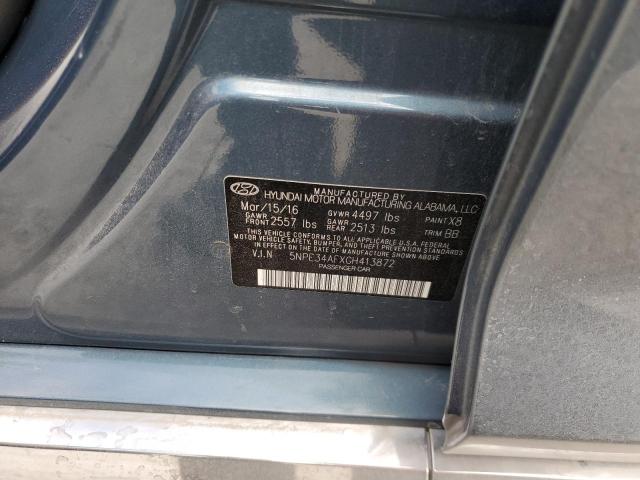 MANUFACTURED BY
HYUNDAI MOTOR MANUFACTURING ALABAMA, LLC
Mar/15/16 GVWR 4497 lbs PAINT X8
GAWR FRONT 2557 lbs GAWR REAR 2513 lbs TRIM BB
THIS VEHICLE CONFORMS TO ALL APPLICABLE U.S.A. FEDERAL
MOTOR VEHICLE SAFETY, BUMPER, AND THEFT PREVENTION
STANDARDS IN EFFECT ON THE DATE OF MANUFACTURE SHOWN ABOVE.
V.I.N 5NPE34AFXGH413872
PASSENGER CAR